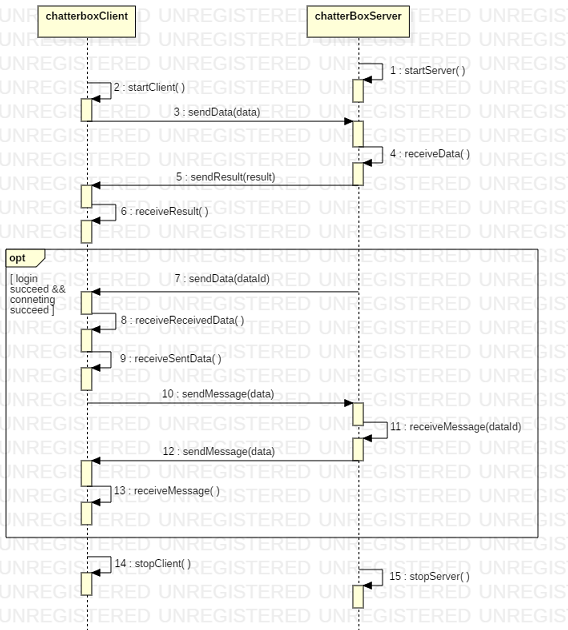 chatterboxClient
chatterBoxServer
1 : startServer( )
2 : startClient( )
3 : sendData(data)
4 : receiveData( )
5 : sendResult(result)
6 : receiveResult( )
opt
[ login
succeed &&
conneting
succeed ]
7 : sendData(dataId)
8 : receiveReceivedData( )
9 : receiveSentData( )
10 : sendMessage(data)
11 : receiveMessage(dataId)
12 : sendMessage(data)
13 : receiveMessage( )
14 : stopClient( )
15 : stopServer( )
UNREGISTERED